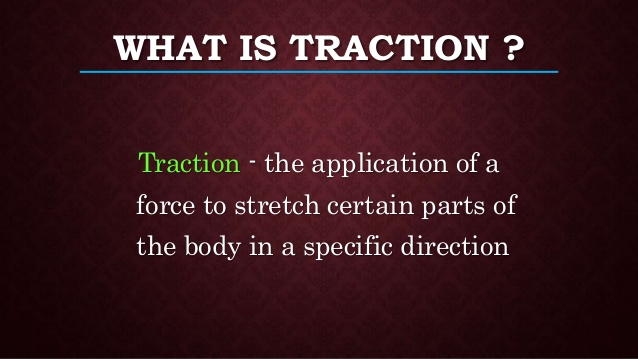 WHAT IS TRACTION ?
Traction - the application of a
force to stretch certain parts of
the body in a specific direction